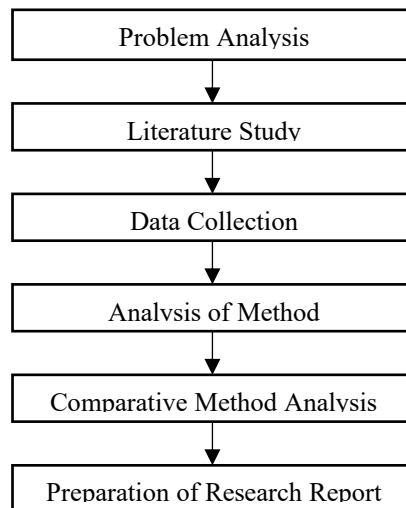 Problem Analysis
Literature Study
Data Collection
Analysis of Method
Comparative Method Analysis
Preparation of Research Report